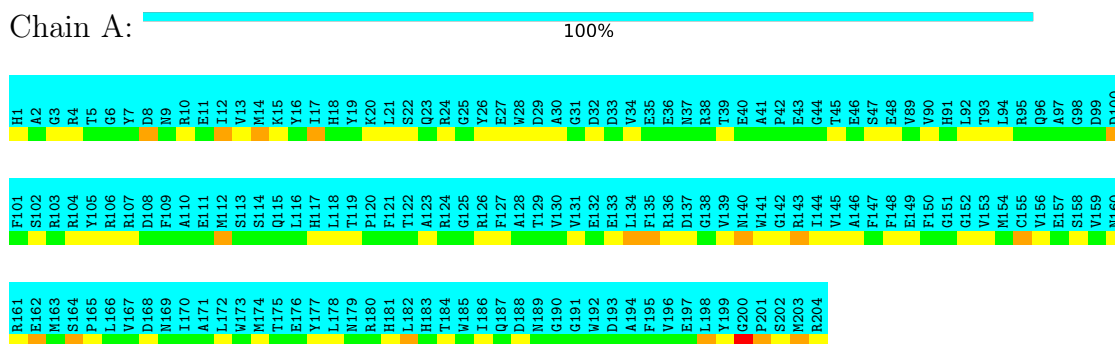 Chain A:
100%
H1 A2 G3 R4 T5 G6 Y7 D8 N9 R10 E11 I12 V13 M14 K15 Y16 I17 H18 Y19 K20 L21 S22 Q23 R24 G25 Y26 E27 W28 D29 A30 G31 D32 D33 V34 E35 E36 N37 R38 T39 E40 A41 P42 E43 G44 T45 E46 S47 E48 V89 V90 H91 L92 T93 L94 R95 Q96 A97 G98 D99 D100
F101 S102 R103 R104 Y105 R106 R107 D108 F109 A110 E111 M112 S113 S114 Q115 L116 H117 L118 T119 P120 F121 T122 A123 R124 G125 R126 F127 A128 T129 V130 V131 E132 E133 L134 F135 R136 D137 G138 V139 N140 W141 G142 R143 I144 V145 A146 F147 F148 E149 F150 G151 G152 V153 M154 C155 V156 E157 S158 V159 N160
R161 E162 M163 S164 P165 L166 V167 D168 N169 I170 A171 L172 W173 M174 T175 E176 Y177 L178 N179 R180 H181 L182 H183 T184 W185 I186 Q187 D188 N189 G190 G191 W192 D193 A194 F195 V196 E197 L198 Y199 G200 P201 S202 M203 R204